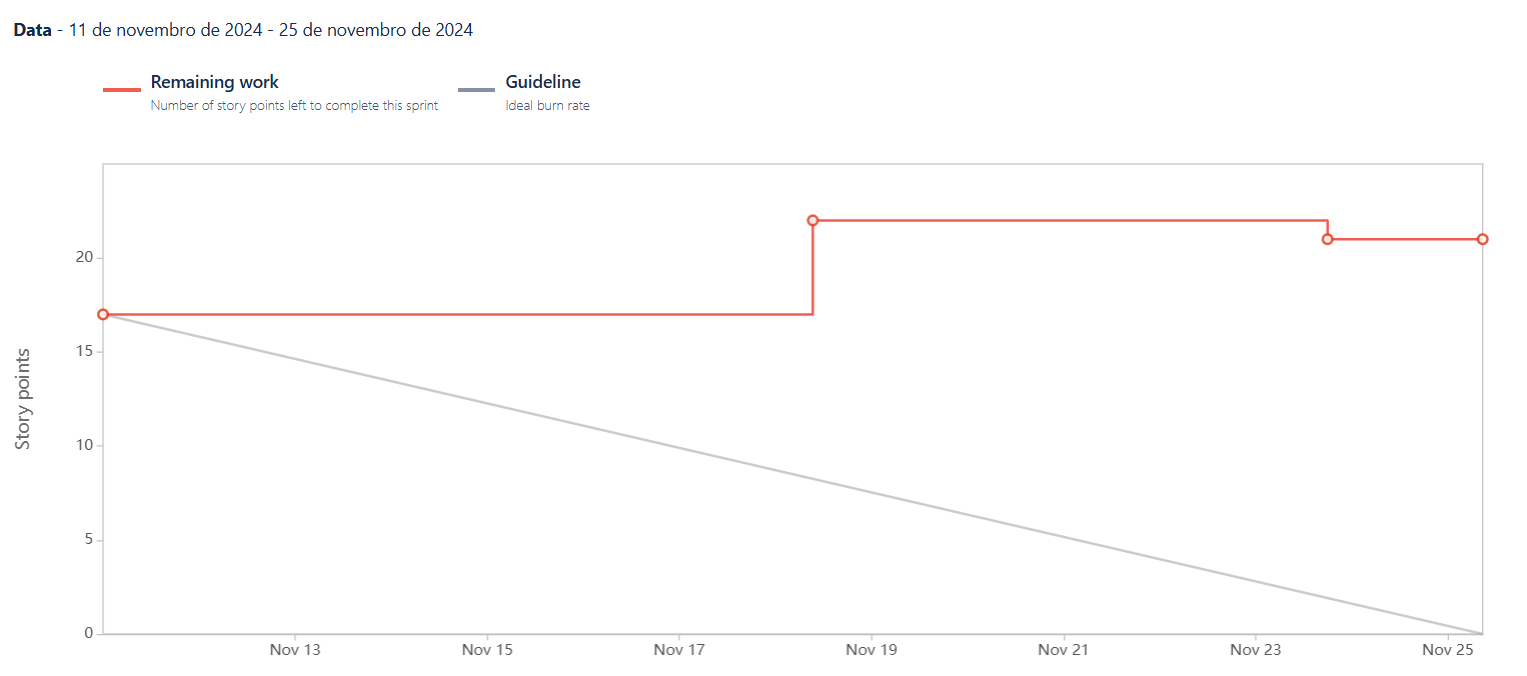 Data - 11 de novembro de 2024 - 25 de novembro de 2024
Remaining work
Number of story points left to complete this sprint
Guideline
Ideal burn rate
Story points
20
15
10
5
0
Nov 13 Nov 15 Nov 17 Nov 19 Nov 21 Nov 23 Nov 25